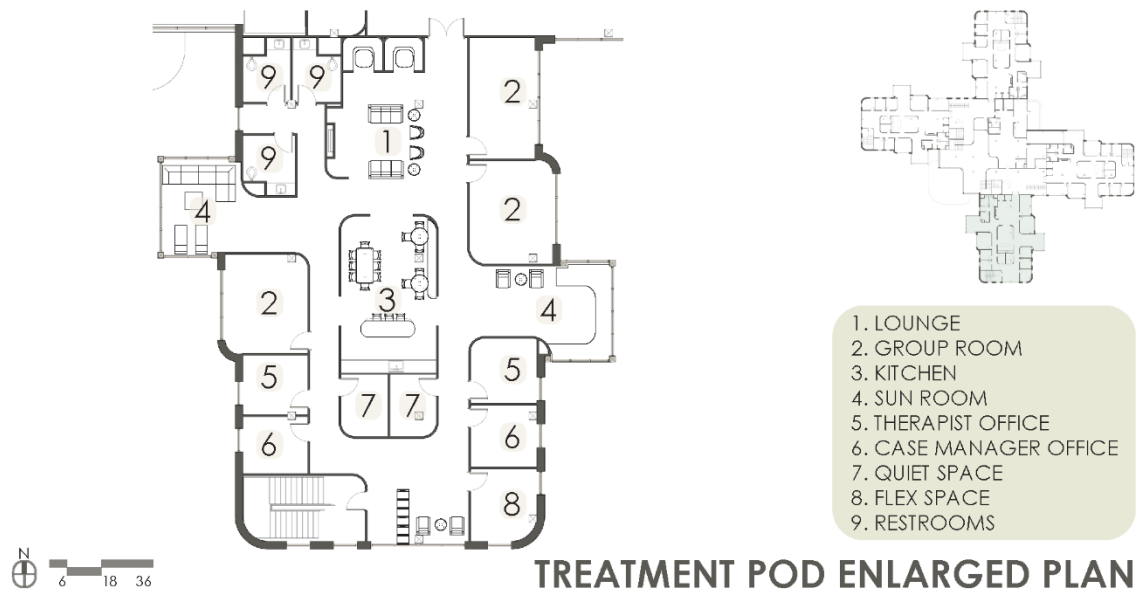 9
9
2
1
9
2
4
2
3
4
5
5
7
7
6
6
8
1. LOUNGE
2. GROUP ROOM
3. KITCHEN
4. SUN ROOM
5. THERAPIST OFFICE
6. CASE MANAGER OFFICE
7. QUIET SPACE
8. FLEX SPACE
9. RESTROOMS
N
6 18 36
TREATMENT POD ENLARGED PLAN